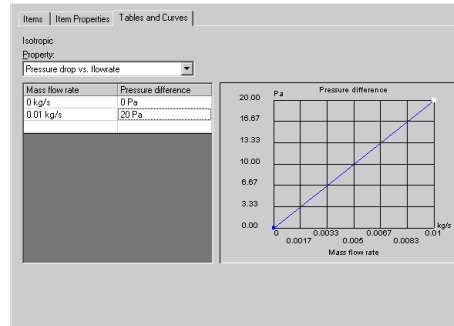 Items Item Properties Tables and Curves
Isotropic
Property:
Pressure drop vs. flowrate
Mass flow rate Pressure difference
0 kg/s 0 Pa
0.01 kg/s 20 Pa
Pa Pressure difference
20.00
16.67
13.33
10.00
6.67
3.33
0.00
0 0.0033 0.0067 0.01 kg/s
0.0017 0.005 0.0083
Mass flow rate